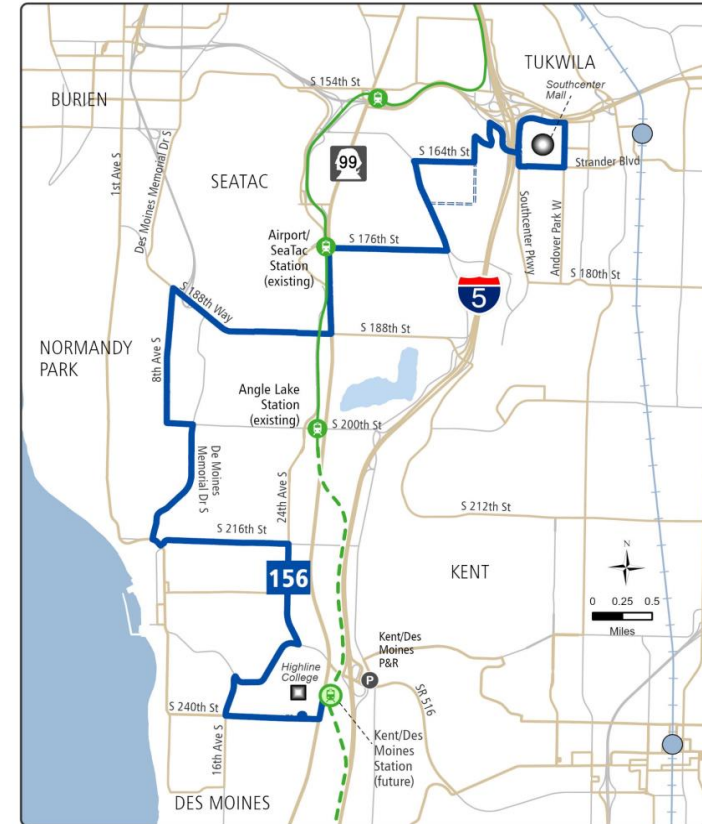 TUKWILA
Southcenter
Mall
S 154th St
BURIEN
1st Ave S
Des Moines Memorial Dr S
SEATAC
99
S 164th St
Strander Blvd
Airport/
SeaTac
Station
(existing)
S 176th St
Southcenter Pkwy
Andover Park W
S 180th St
5
S 188th Way
S 188th St
NORMANDY
PARK
8th Ave S
Angle Lake
Station
(existing)
S 200th St
De Moines
Memorial Dr S
24th Ave S
S 212th St
S 216th St
156
KENT
N
0 0.25 0.5
Miles
Kent/Des
Moines
P&R
P
Highline
College
SR 516
S 240th St
16th Ave S
Kent/Des
Moines
Station
(future)
DES MOINES